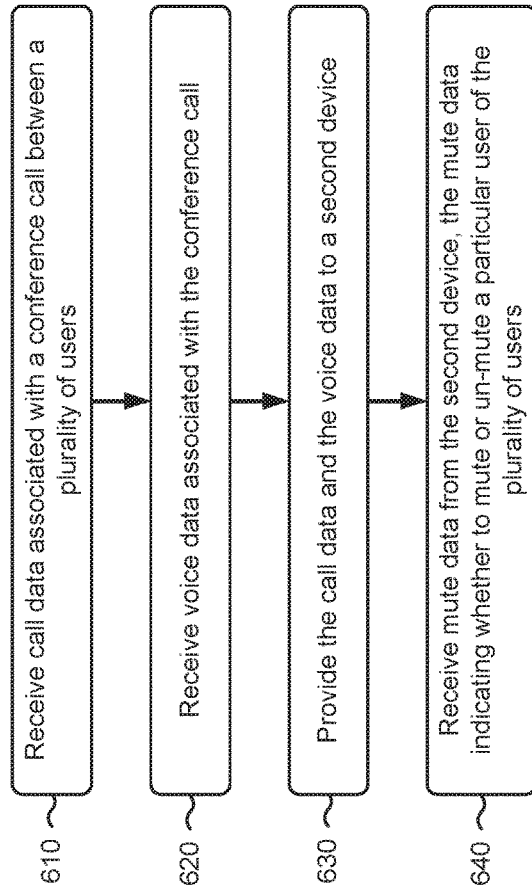 610
Receive call data associated with a conference call between a
plurality of users
620
Receive voice data associated with the conference call
630
Provide the call data and the voice data to a second device
640
Receive mute data from the second device, the mute data
indicating whether to mute or un-mute a particular user of the
plurality of users